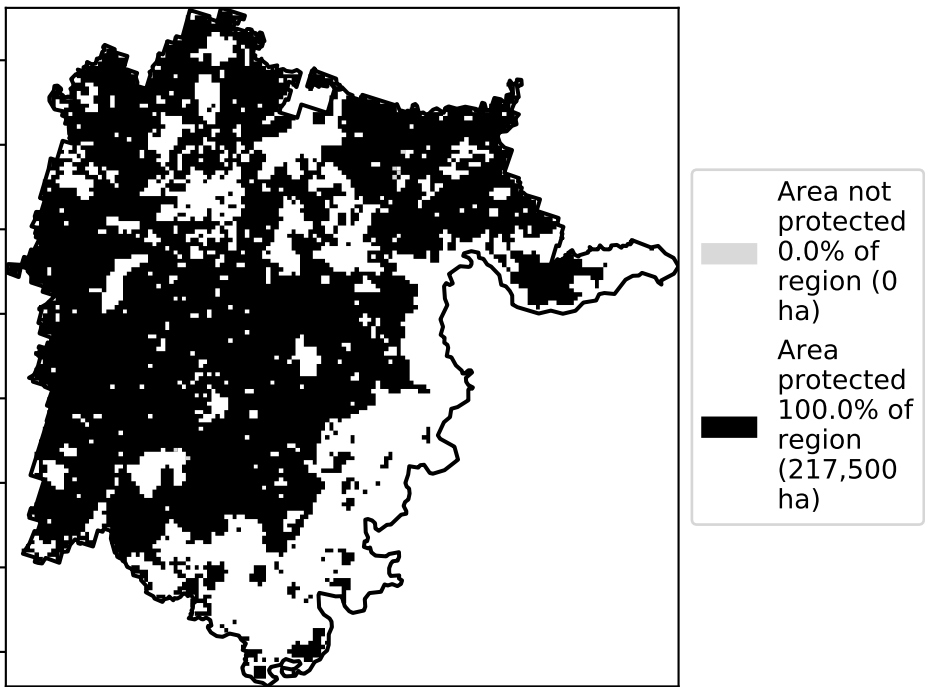 Area not
protected
0.0% of
region (0
ha)
Area
protected
100.0% of
region
(217,500
ha)